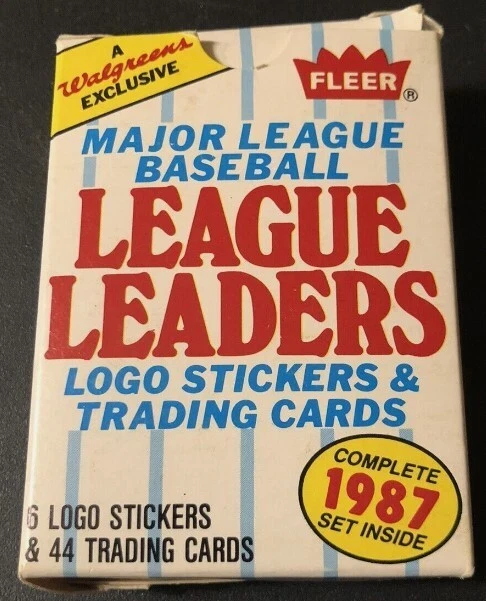 A
Walgreens
EXCLUSIVE
FLEER®
MAJOR LEAGUE
BASEBALL
LEAGUE
LEADERS
LOGO STICKERS &
TRADING CARDS
COMPLETE
1987
SET INSIDE
6 LOGO STICKERS
& 44 TRADING CARDS